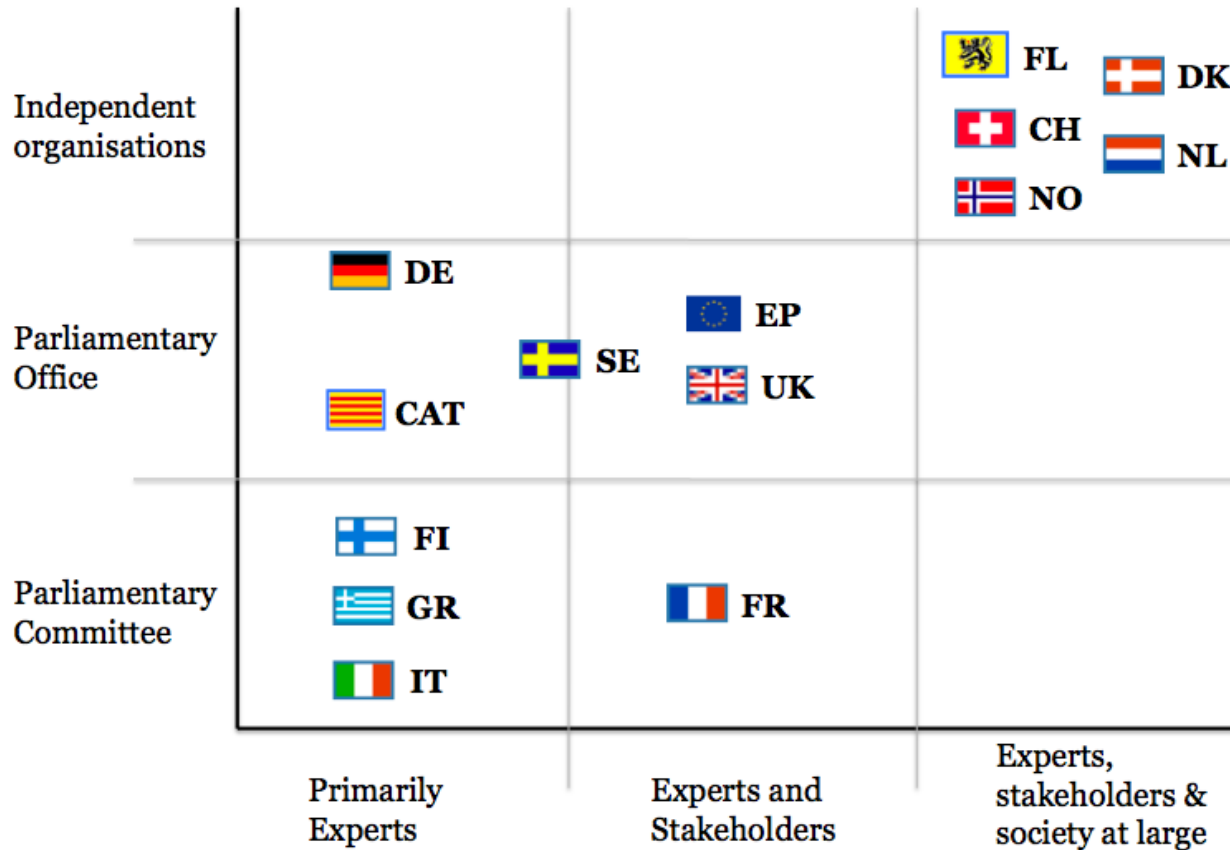 FL
DK
Independent
organisations
CH
NL
NO
DE
Parliamentary
Office
EP
SE
UK
CAT
FI
Parliamentary
Committee
GR
FR
IT
Primarily
Experts
Experts and
Stakeholders
Experts,
stakeholders &
society at large